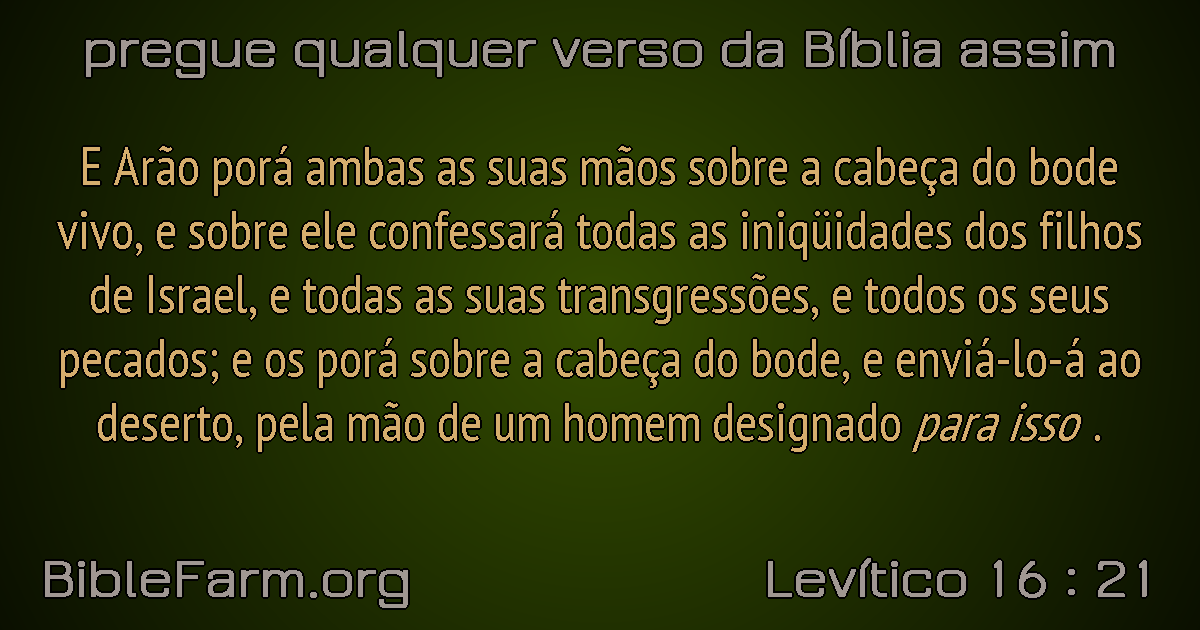 pregue qualquer verso da Bíblia assim
E Arão porá ambas as suas mãos sobre a cabeça do bode
vivo, e sobre ele confessará todas as iniqüidades dos filhos
de Israel, e todas as suas transgressões, e todos os seus
pecados; e os porá sobre a cabeça do bode, e enviá-lo-á ao
deserto, pela mão de um homem designado para isso .
BibleFarm.org
Levítico 16 : 21